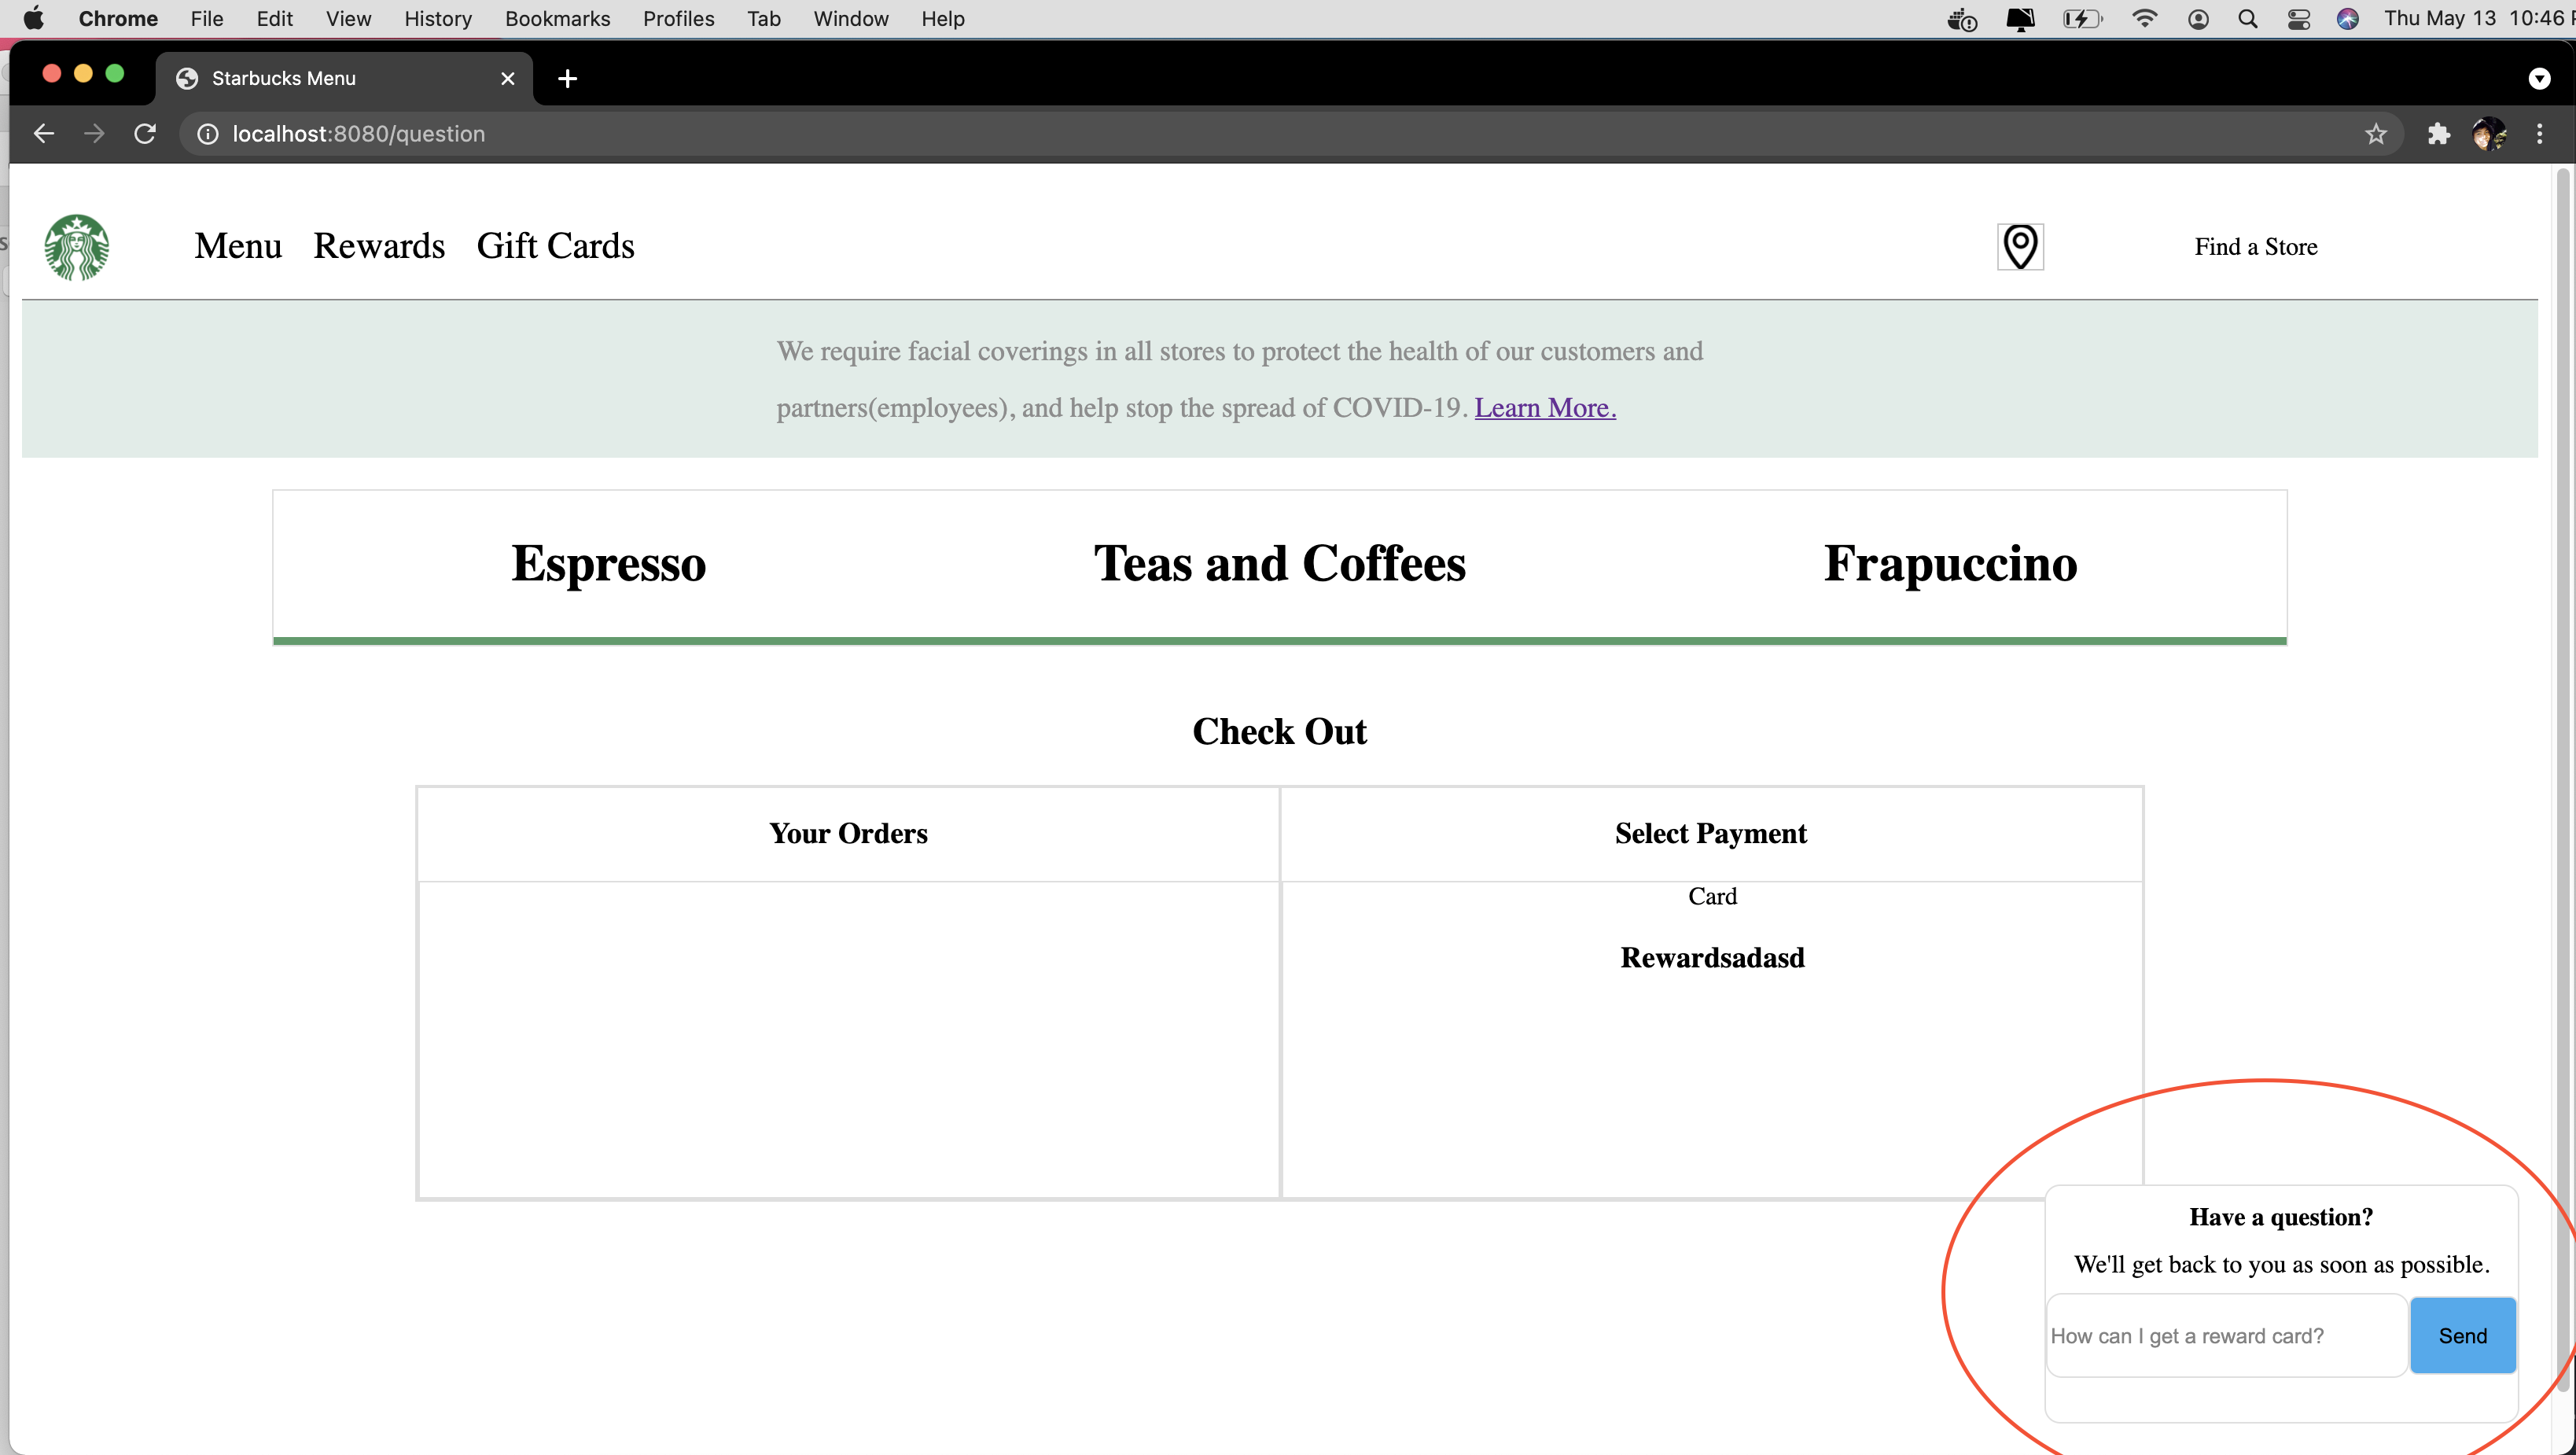 Chrome File Edit View History Bookmarks Profiles Tab Window Help Thu May 13 10:46
Starbucks Menu
localhost:8080/question
Menu Rewards Gift Cards Find a Store
We require facial coverings in all stores to protect the health of our customers and
partners(employees), and help stop the spread of COVID-19. Learn More.
Espresso Teas and Coffees Frapuccino
Check Out
Your Orders Select Payment
Card
Rewardsadasd
Have a question?
We'll get back to you as soon as possible.
How can I get a reward card? Send